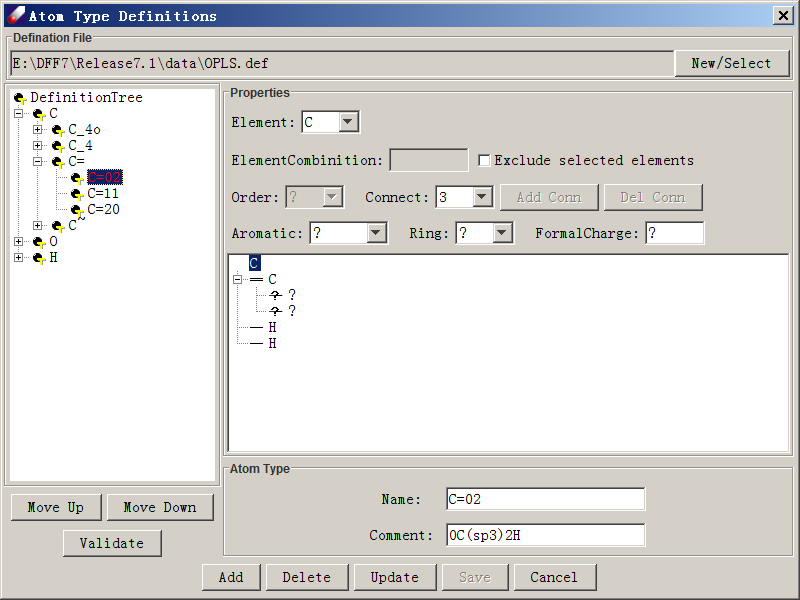 Atom Type Definitions
Defination File
E:\DFF7\Release7.1\data\OPLS.def
New/Select
DefinitionTree
C
C_4o
C_4
C=
C=02
C=11
C=20
C~
O
H
Move Up
Move Down
Validate
Properties
Element: C
ElementCombinition:
Exclude selected elements
Order: ?
Connect: 3
Add Conn
Del Conn
Aromatic: ?
Ring: ?
FormalCharge: ?
C
C
? ?
? ?
H
H
Atom Type
Name: C=02
Comment: 0C(sp3)2H
Add
Delete
Update
Save
Cancel